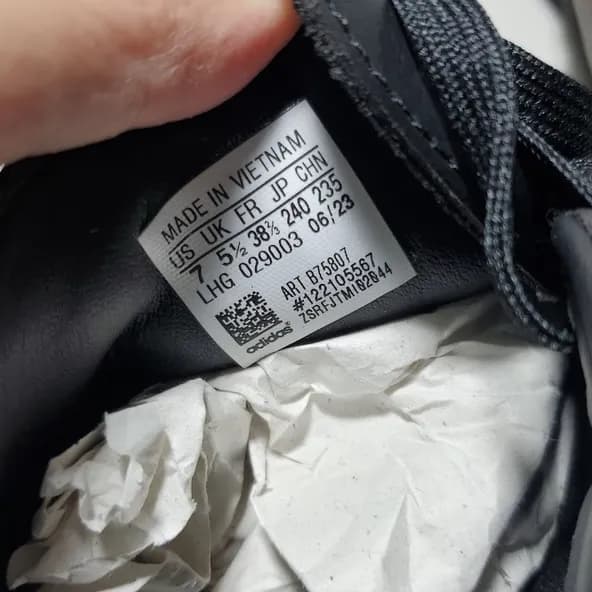 MADE IN VIETNAM
US UK FR JP CHN
7 5½ 38⅔ 240 235
LHG 029003 06/23
ART B75807
#122105567
ZSRFJTM102044
adidas®